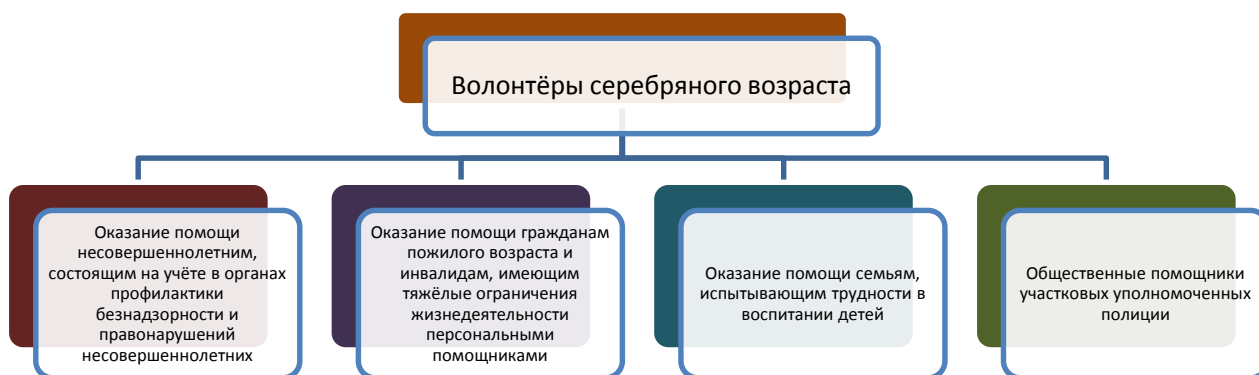 Волонтёры серебряного возраста
Оказание помощи
несовершеннолетним,
состоящим на учёте в органах
профилактики
безнадзорности и
правонарушений
несовершеннолетних
Оказание помощи гражданам
пожилого возраста и
инвалидам, имеющим
тяжёлые ограничения
жизнедеятельности
персональными
помощниками
Оказание помощи семьям,
испытывающим трудности в
воспитании детей
Общественные помощники
участковых уполномоченных
полиции